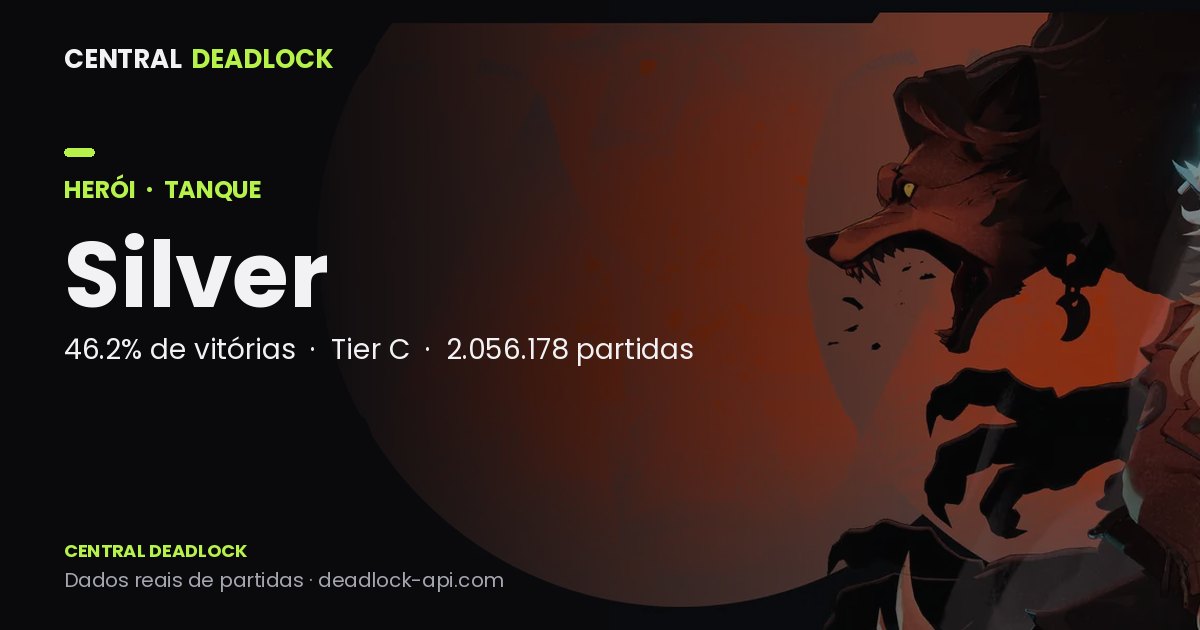 CENTRAL DEADLOCK
HERÓI · TANQUE
Silver
46.2% de vitórias · Tier C · 2.056.178 partidas
CENTRAL DEADLOCK
Dados reais de partidas · deadlock-api.com